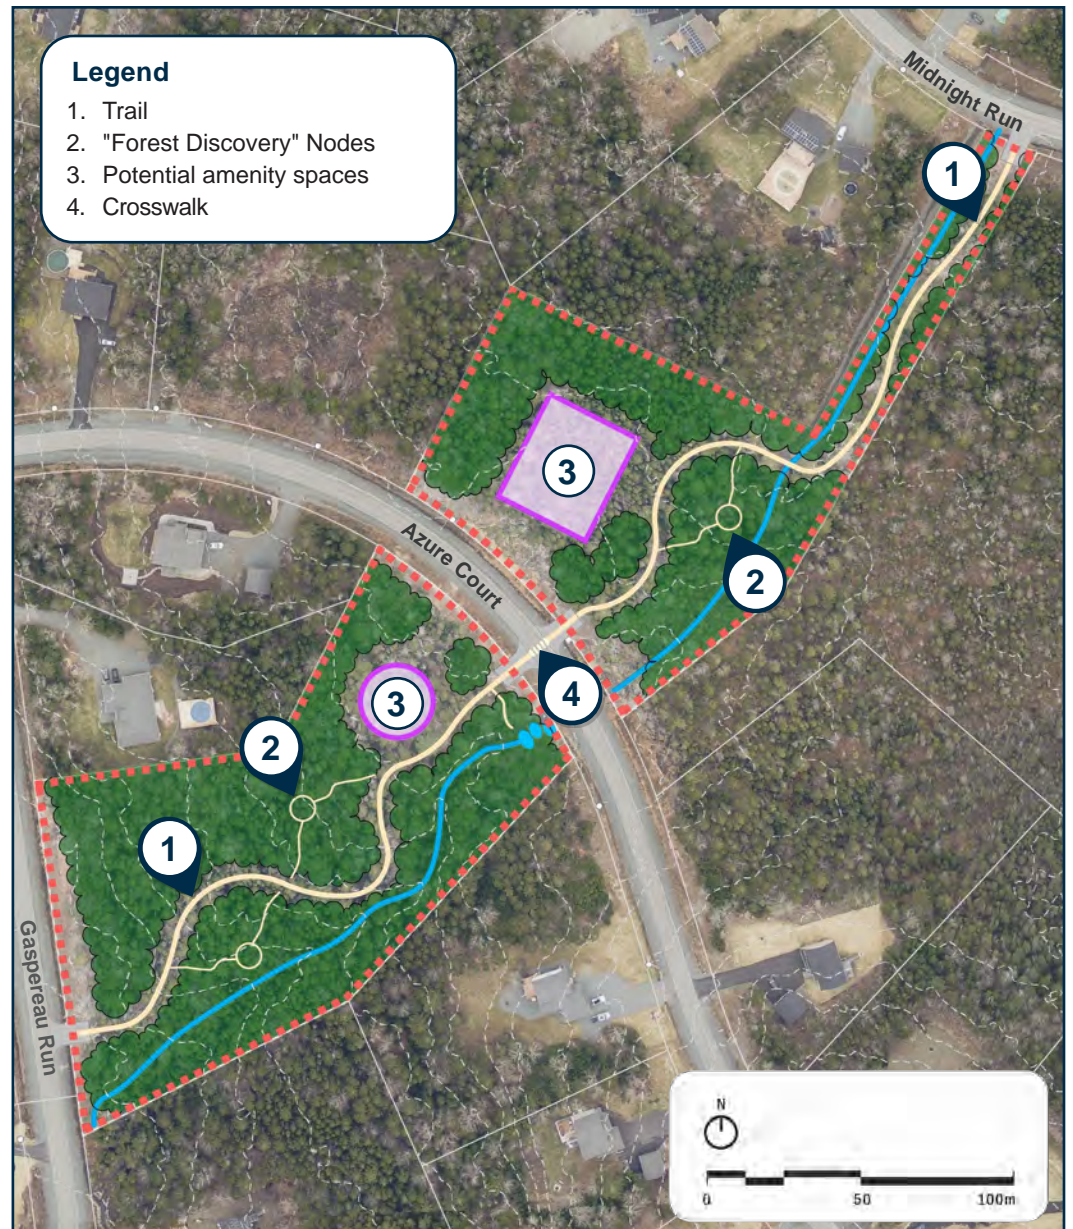 Legend
1. Trail
2. "Forest Discovery" Nodes
3. Potential amenity spaces
4. Crosswalk
Midnight Run
1
3
Azure Court
2
3
4
2
1
Gaspereau Run
N
0 50 100m